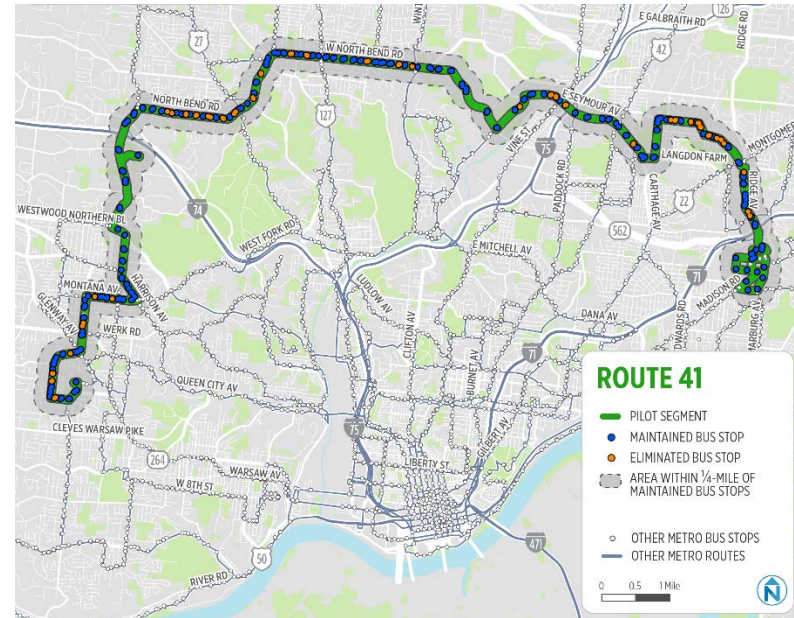 126
E GALBRAITH RD
RIDGE RD
27
42
W NORTH BEND RD
NORTH BEND RD
127
E SEYMOUR AV
VINE ST
75
PADDOCK RD
LANGDON FARM
CARTHAGE AV
RIDGE AV
22
74
WESTWOOD NORTHERN BL
WEST FORK RD
562
E MITCHELL AV
71
MADISON RD
MONTANA AV
HARRISON AV
GLENWAY AV
WERK RD
LUDLOW AV
CLIFTON AV
DANA AV
MARBURG AV
BURNET AV
71
QUEEN CITY AV
CLEVES WARSAW PIKE
75
GILBERT AV
264
WARSAW AV
LIBERTY ST
W 8TH ST
50
RIVER RD
471
ROUTE 41
PILOT SEGMENT
MAINTAINED BUS STOP
ELIMINATED BUS STOP
AREA WITHIN ¼-MILE OF
MAINTAINED BUS STOPS
OTHER METRO BUS STOPS
OTHER METRO ROUTES
0 0.5 1 Mile
N